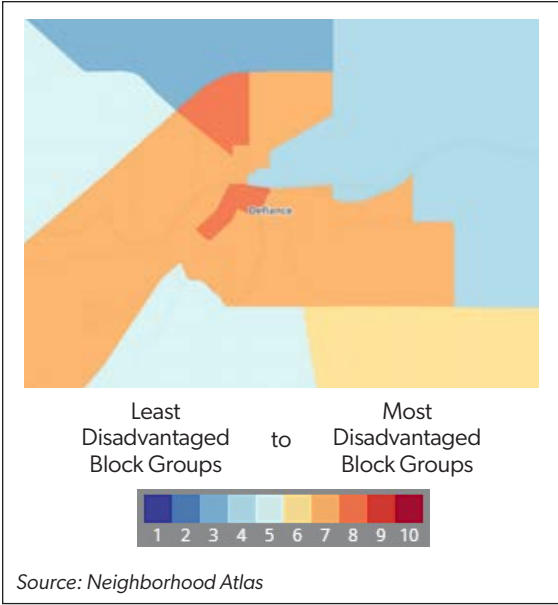 Defiance
Least
Disadvantaged
Block Groups
to
Most
Disadvantaged
Block Groups
1 2 3 4 5 6 7 8 9 10
Source: Neighborhood Atlas